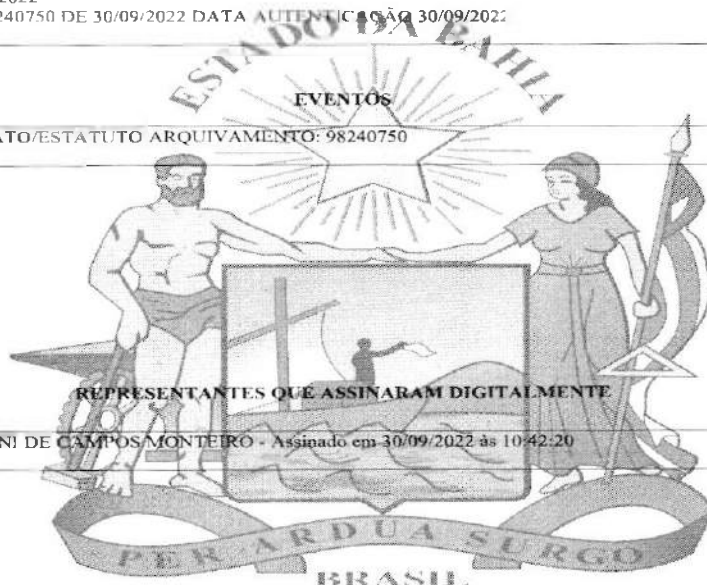 2022
240750 DE 30/09/2022 DATA AUTENTICAÇÃO 30/09/2022
ESTADO DA BAHIA
EVENTOS
ATO/ESTATUTO ARQUIVAMENTO: 98240750
REPRESENTANTES QUE ASSINARAM DIGITALMENTE
NI DE CAMPOS MONTEIRO - Assinado em 30/09/2022 às 10:42:20
PER ARDUA SURGO
BRASIL